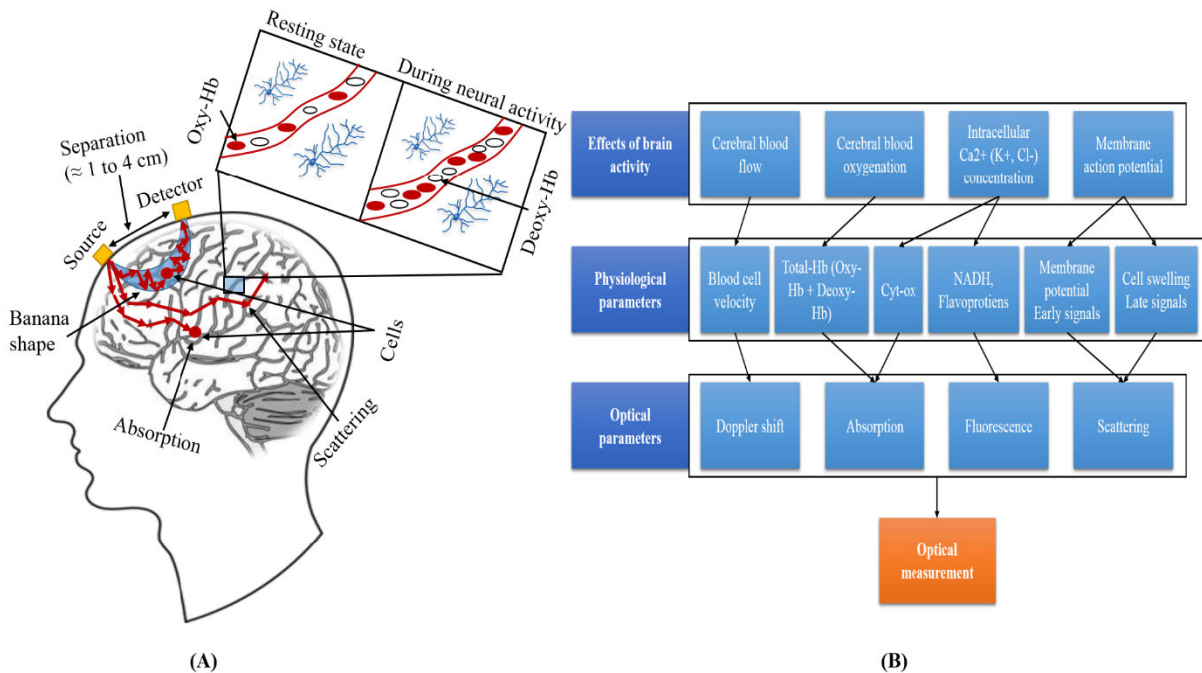 Resting state
During neural activity
Oxy-Hb
Deoxy-Hb
Separation
(≈ 1 to 4 cm)
Detector
Source
Banana
shape
Cells
Absorption
Scattering
(A)
Effects of brain
activity
Cerebral blood
flow
Cerebral blood
oxygenation
Intracellular
Ca2+ (K+, Cl-)
concentration
Membrane
action potential
Physiological
parameters
Blood cell
velocity
Total-Hb (Oxy-
Hb + Deoxy-
Hb)
Cyt-ox
NADH,
Flavoprotiens
Membrane
potential
Early signals
Cell swelling
Late signals
Optical
parameters
Doppler shift
Absorption
Fluorescence
Scattering
Optical
measurement
(B)